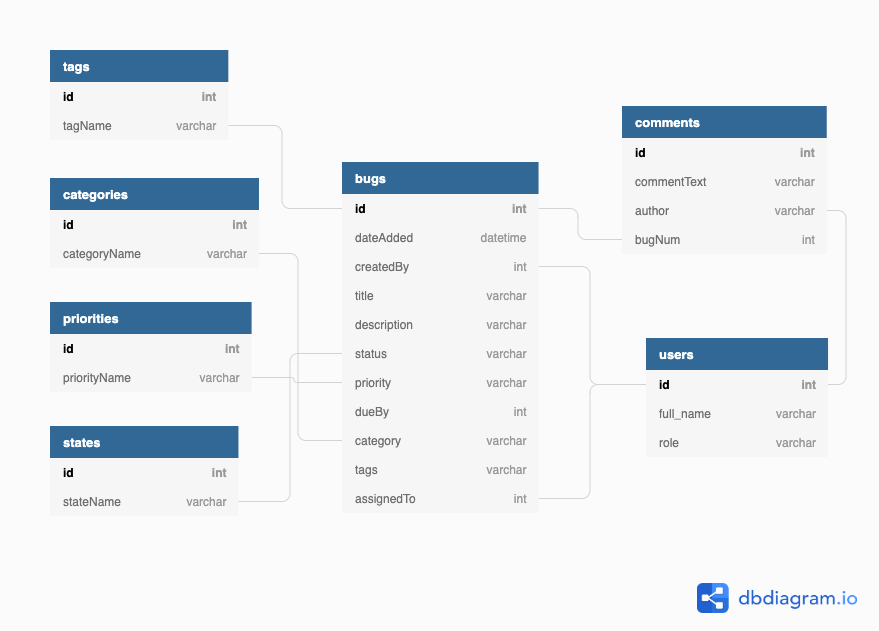 tags
id int
tagName varchar
categories
id int
categoryName varchar
priorities
id int
priorityName varchar
states
id int
stateName varchar
bugs
id int
dateAdded datetime
createdBy int
title varchar
description varchar
status varchar
priority varchar
dueBy int
category varchar
tags varchar
assignedTo int
comments
id int
commentText varchar
author varchar
bugNum int
users
id int
full_name varchar
role varchar
dbdiagram.io